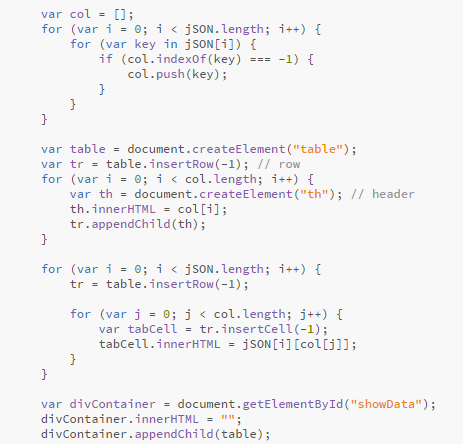 var col = [];
for (var i = 0; i < jSON.length; i++) {
    for (var key in jSON[i]) {
        if (col.indexOf(key) === -1) {
            col.push(key);
        }
    }
}

var table = document.createElement("table");
var tr = table.insertRow(-1); // row
for (var i = 0; i < col.length; i++) {
    var th = document.createElement("th"); // header
    th.innerHTML = col[i];
    tr.appendChild(th);
}

for (var i = 0; i < jSON.length; i++) {
    tr = table.insertRow(-1);

    for (var j = 0; j < col.length; j++) {
        var tabCell = tr.insertCell(-1);
        tabCell.innerHTML = jSON[i][col[j]];
    }
}

var divContainer = document.getElementById("showData");
divContainer.innerHTML = "";
divContainer.appendChild(table);